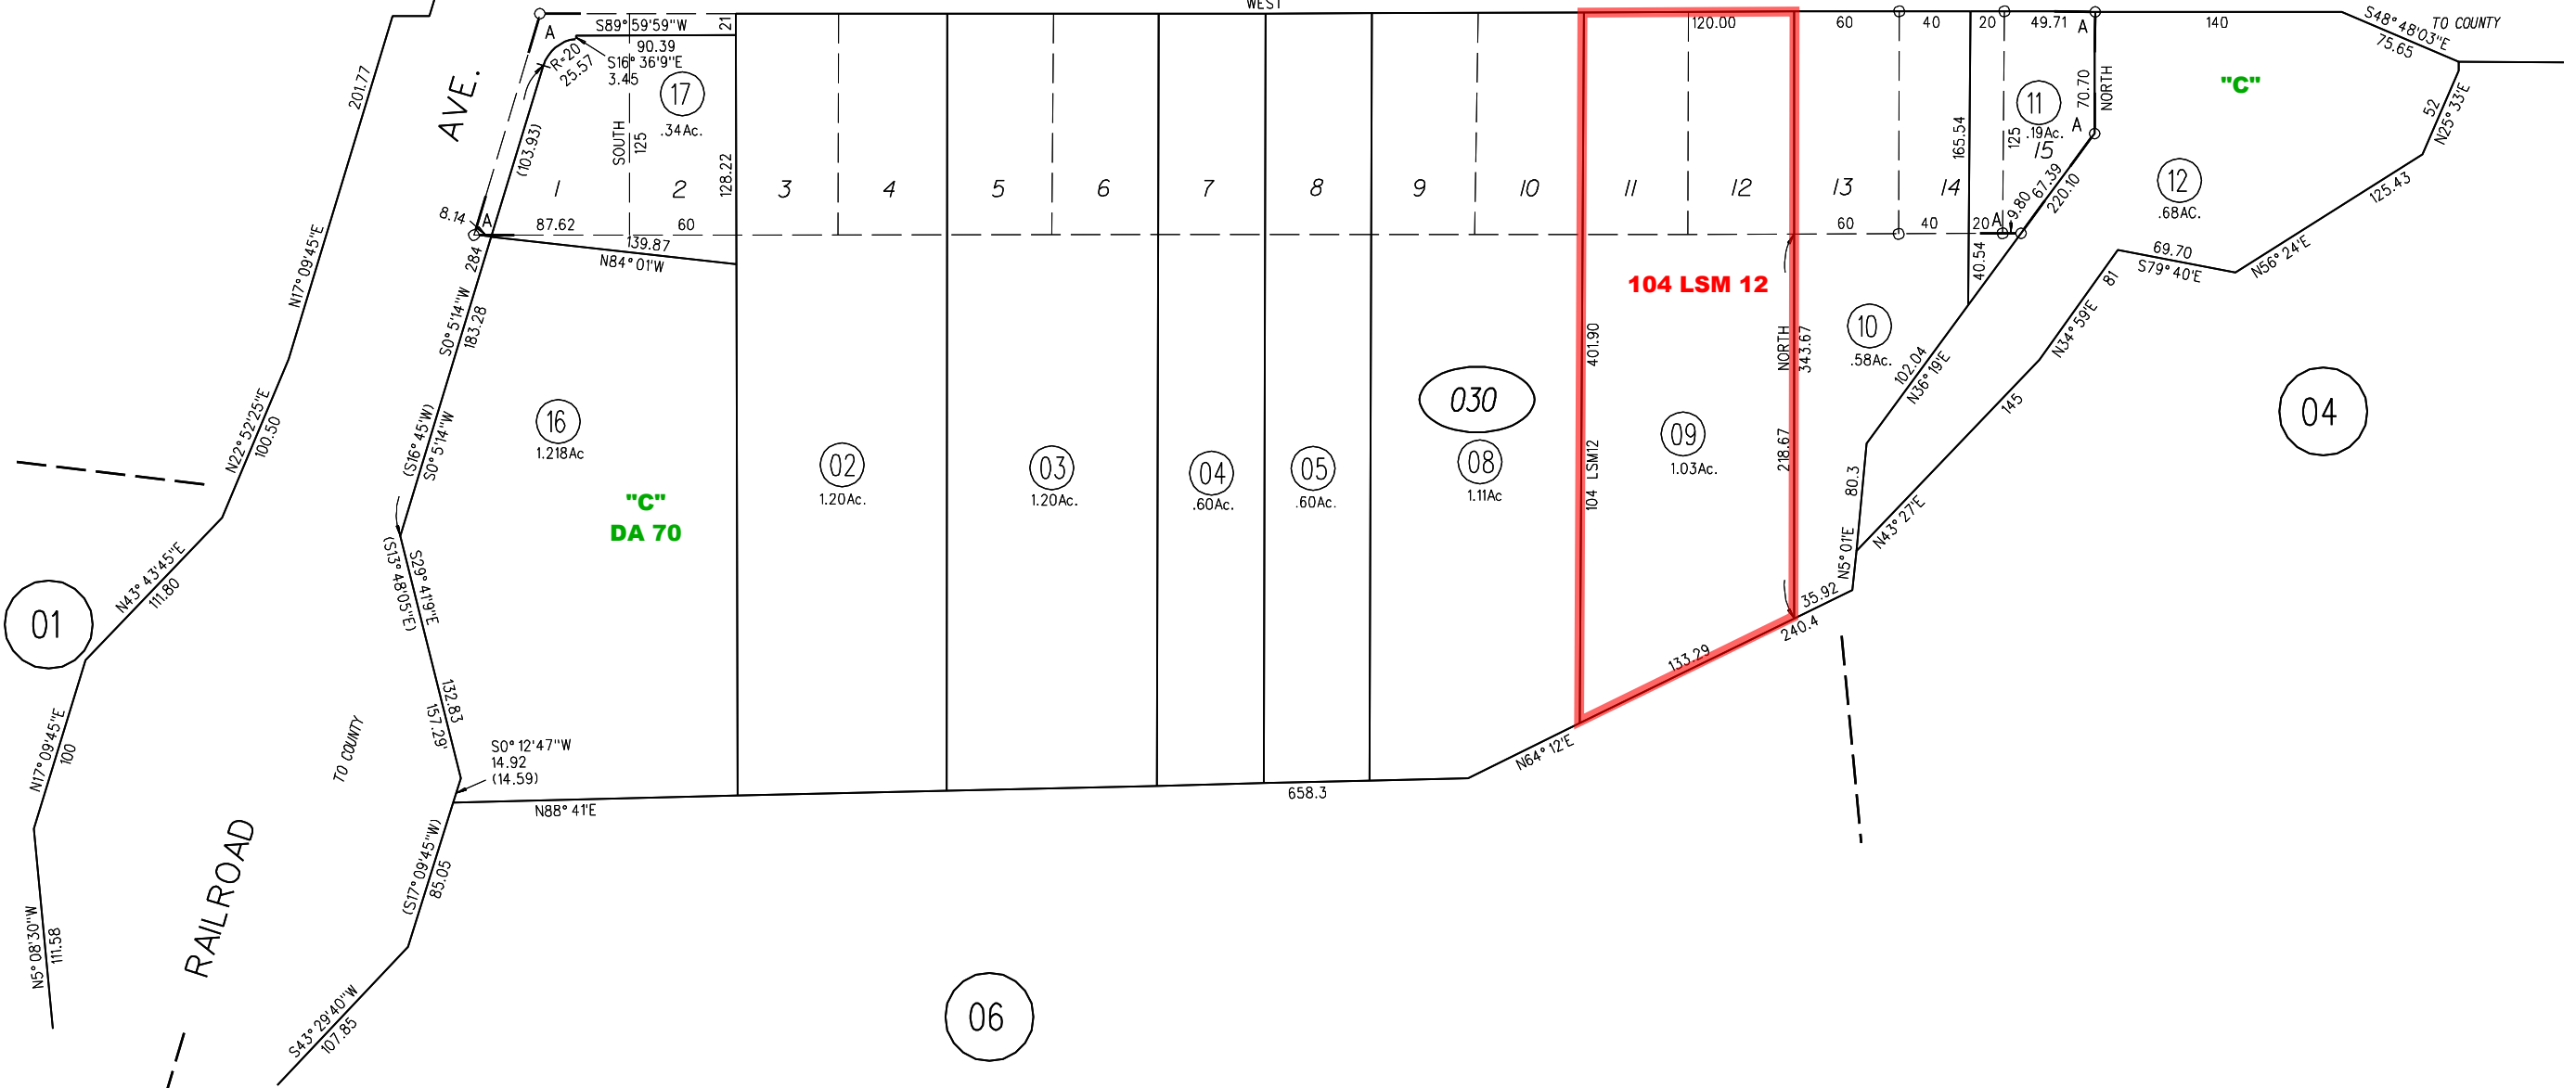 WEST
S89°59'59"W
90.39
21
A
R=20
25.57
S16°36'9"E
3.45
17
.34Ac.
AVE.
201.77
(103.93)
SOUTH
125
128.22
1
2
3
4
5
6
7
8
9
10
11
12
13
14
15
8.14
A
87.62
60
139.87
N84°01'W
284
S0°5'14"W
183.28
N17°09'45"E
N22°52'25"E
100.50
(S16°45'W)
S0°5'14"W
16
1.218Ac
"C"
DA 70
02
1.20Ac.
03
1.20Ac.
04
.60Ac.
05
.60Ac.
030
08
1.11Ac
120.00
104 LSM 12
401.90
104 LSM12
09
1.03Ac.
NORTH
343.67
218.67
133.29
60
40
20
49.71
A
140
S48°48'03"E
75.65
TO COUNTY
"C"
11
.19Ac.
70.70
NORTH
A
165.54
125
52
N25°33'E
12
.68AC.
125.43
67.39
220.10
9.80
60
40
20
A
40.54
69.70
S79°40'E
N56°24'E
81
N34°59'E
10
.58Ac.
102.04
N36°19'E
145
04
80.3
N43°27'E
N5°01'E
35.92
240.4
N64°12'E
658.3
N88°41'E
N43°43'45"E
111.80
01
S29°41'9"E
(S13°48'05"E)
132.83
157.29'
S0°12'47"W
14.92
(14.59)
TO COUNTY
N17°09'45"E
100
RAILROAD
(S17°09'45"W)
85.05
N5°08'30"W
111.58
S43°29'40"W
107.85
06